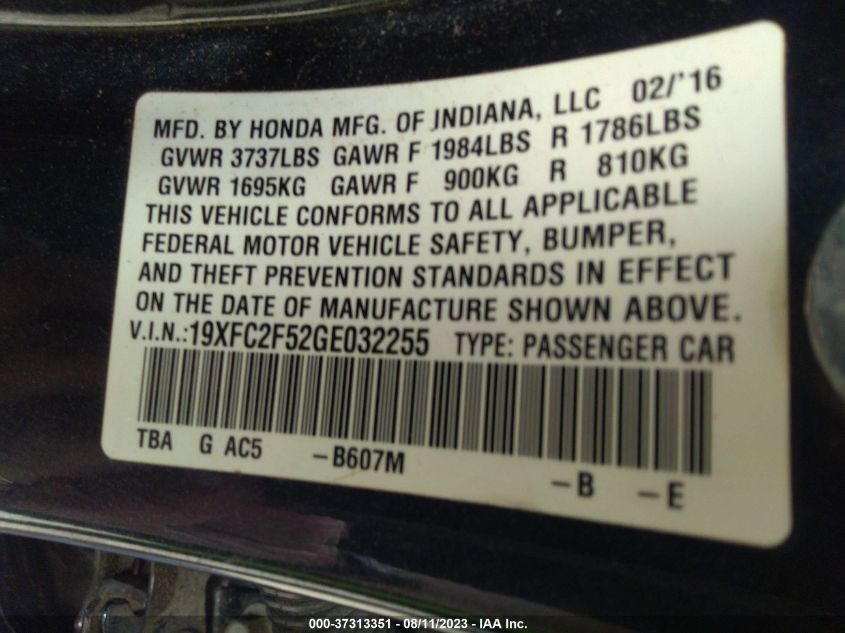 MFD. BY HONDA MFG. OF INDIANA, LLC 02/'16
GVWR 3737LBS GAWR F 1984LBS R 1786LBS
GVWR 1695KG GAWR F 900KG R 810KG
THIS VEHICLE CONFORMS TO ALL APPLICABLE
FEDERAL MOTOR VEHICLE SAFETY, BUMPER,
AND THEFT PREVENTION STANDARDS IN EFFECT
ON THE DATE OF MANUFACTURE SHOWN ABOVE.
V.I.N.:19XFC2F52GE032255 TYPE: PASSENGER CAR
TBA G AC5 –B607M –B –E
000-37313351 - 08/11/2023 - IAA Inc.